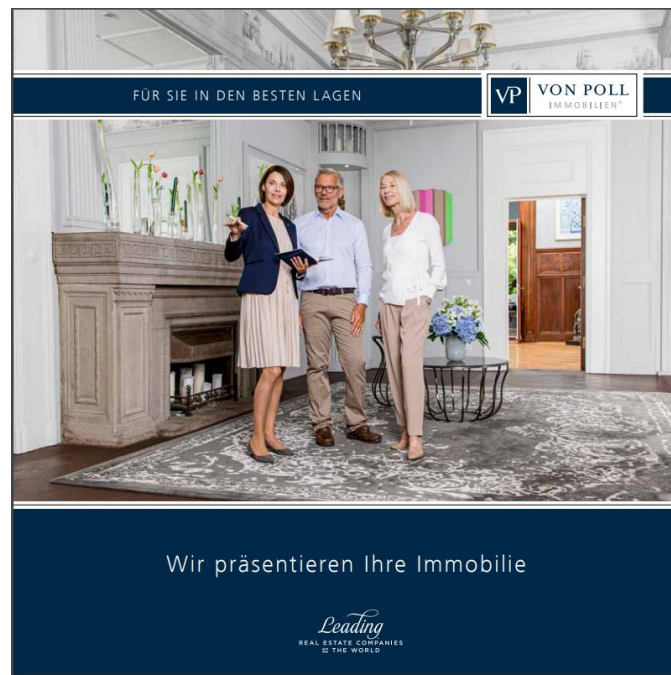 FÜR SIE IN DEN BESTEN LAGEN
VP VON POLL
IMMOBILIEN®
Wir präsentieren Ihre Immobilie
Leading
REAL ESTATE COMPANIES
OF THE WORLD